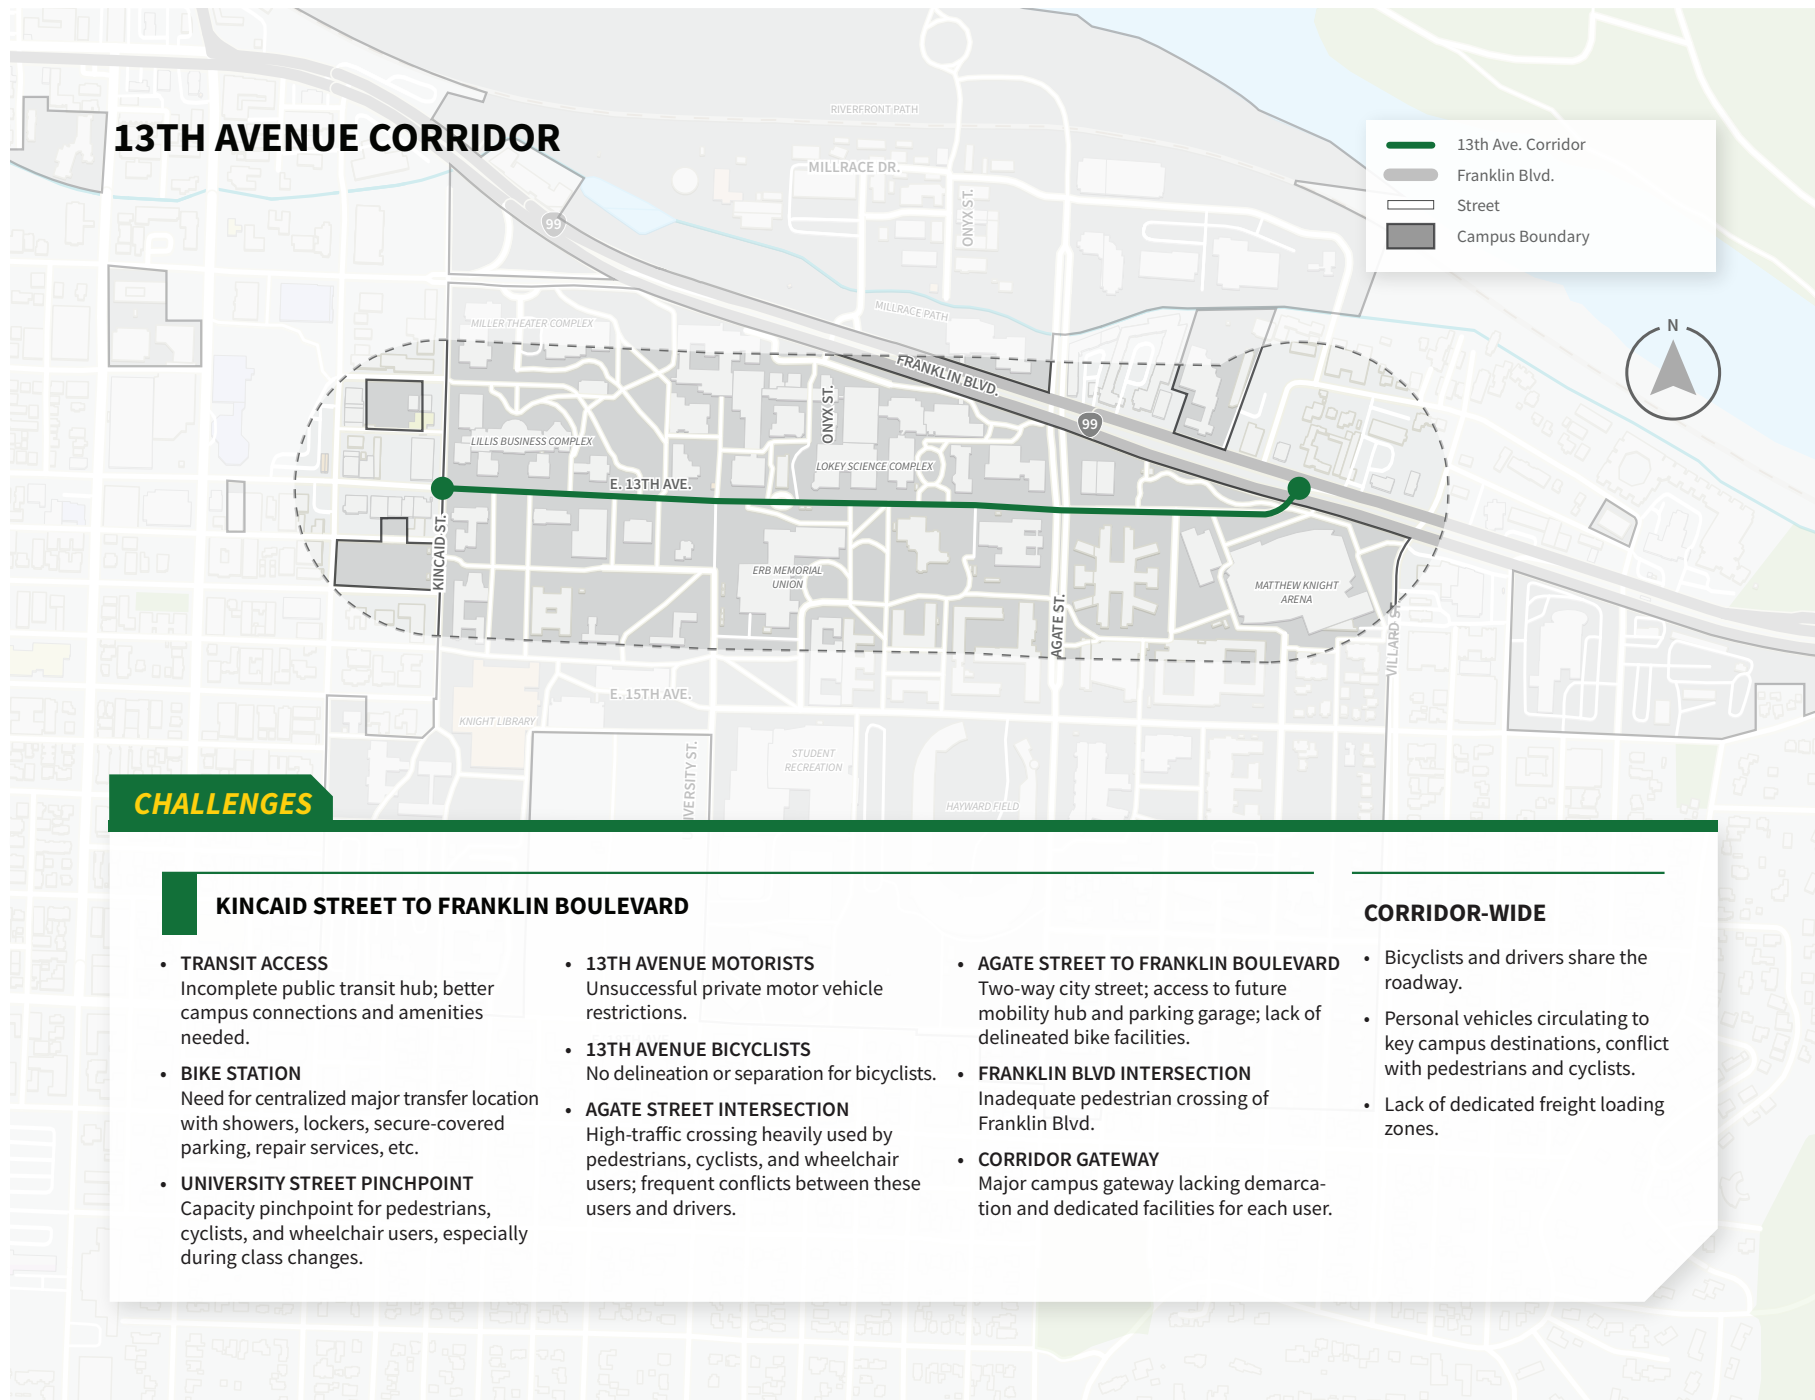 13TH AVENUE CORRIDOR
13th Ave. Corridor
Franklin Blvd.
Street
Campus Boundary
N
RIVERFRONT PATH
MILLRACE DR.
ONYX ST.
99
MILLRACE PATH
MILLER THEATER COMPLEX
FRANKLIN BLVD.
ONYX ST.
99
LILLIS BUSINESS COMPLEX
LOKEY SCIENCE COMPLEX
E. 13TH AVE.
KINCAID ST.
ERB MEMORIAL
UNION
MATTHEW KNIGHT
ARENA
AGATE ST.
VILLARD ST.
E. 15TH AVE.
KNIGHT LIBRARY
VERSITY ST.
STUDENT
RECREATION
HAYWARD FIELD
CHALLENGES
KINCAID STREET TO FRANKLIN BOULEVARD
• TRANSIT ACCESS
Incomplete public transit hub; better
campus connections and amenities
needed.
• BIKE STATION
Need for centralized major transfer location
with showers, lockers, secure-covered
parking, repair services, etc.
• UNIVERSITY STREET PINCHPOINT
Capacity pinchpoint for pedestrians,
cyclists, and wheelchair users, especially
during class changes.
• 13TH AVENUE MOTORISTS
Unsuccessful private motor vehicle
restrictions.
• 13TH AVENUE BICYCLISTS
No delineation or separation for bicyclists.
• AGATE STREET INTERSECTION
High-traffic crossing heavily used by
pedestrians, cyclists, and wheelchair
users; frequent conflicts between these
users and drivers.
• AGATE STREET TO FRANKLIN BOULEVARD
Two-way city street; access to future
mobility hub and parking garage; lack of
delineated bike facilities.
• FRANKLIN BLVD INTERSECTION
Inadequate pedestrian crossing of
Franklin Blvd.
• CORRIDOR GATEWAY
Major campus gateway lacking demarca-
tion and dedicated facilities for each user.
CORRIDOR-WIDE
• Bicyclists and drivers share the
roadway.
• Personal vehicles circulating to
key campus destinations, conflict
with pedestrians and cyclists.
• Lack of dedicated freight loading
zones.